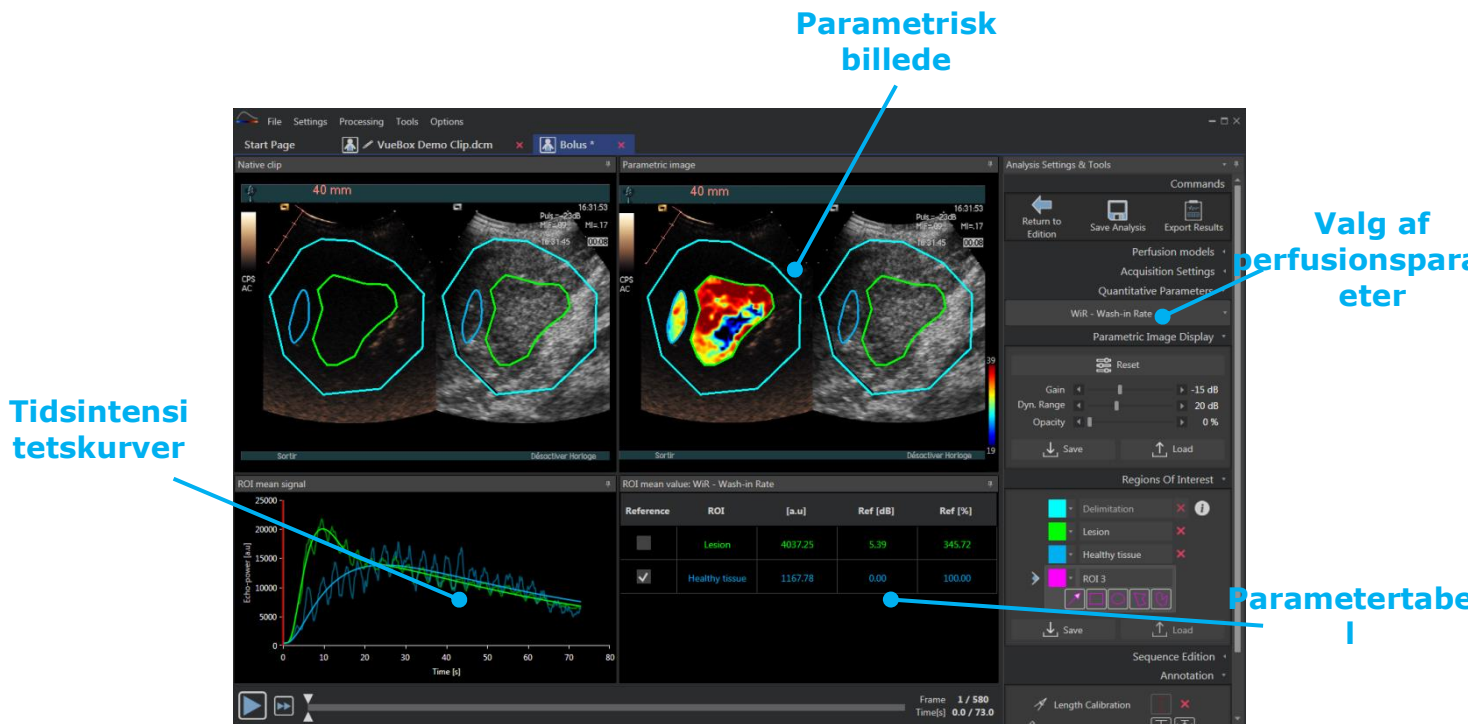 Parametrisk
billede
File Settings Processing Tools Options
Start Page VueBox Demo Clip.dcm Bolus *
Native clip
40 mm
16:31:53
MI=.17
16:31:45 00:08
CPS
AC
Sortir Désactiver Horloge
Parametric image
40 mm
16:31:53
MI=.17
16:31:45 00:08
CPS
AC
39
19
Sortir Désactiver Horloge
Analysis Settings & Tools
Commands
Return to
Edition
Save Analysis
Export Results
Perfusion models
Acquisition Settings
Quantitative Parameters
WiR - Wash-in Rate
Parametric Image Display
Reset
Gain -15 dB
Dyn. Range 20 dB
Opacity 0 %
Save Load
Regions Of Interest
Delimitation
Lesion
Healthy tissue
ROI 3
Save Load
Sequence Edition
Annotation
Length Calibration
Valg af
perfusionspara
eter
Tidsintensi
tetskurver
ROI mean signal
Echo-power [a.u]
25000
20000
15000
10000
5000
0
0 10 20 30 40 50 60 70 80
Time [s]
ROI mean value: WiR - Wash-in Rate
Reference ROI [a.u] Ref [dB] Ref [%]
Lesion 4037.25 5.39 345.72
Healthy tissue 1167.78 0.00 100.00
Parametertabe
l
Frame 1 / 580
Time[s] 0.0 / 73.0